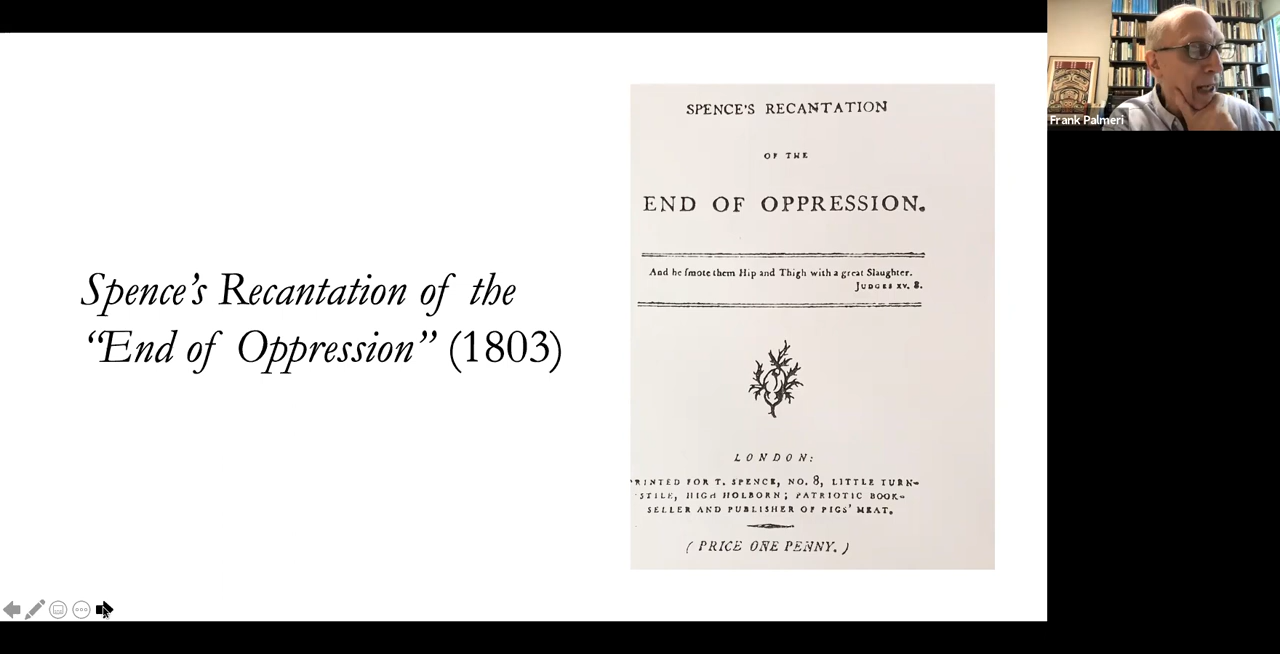 Spence's Recantation of the
“End of Oppression” (1803)
SPENCE'S RECANTATION
OF THE
END OF OPPRESSION.
And he ſmote them Hip and Thigh with a great Slaughter.
JUDGES XV. 8.
LONDON:
PRINTED FOR T. SPENCE, NO. 8, LITTLE TURN-
STILE, HIGH HOLBORN; PATRIOTIC BOOK-
SELLER AND PUBLISHER OF PIGS' MEAT.
( PRICE ONE PENNY. )
Frank Palmeri